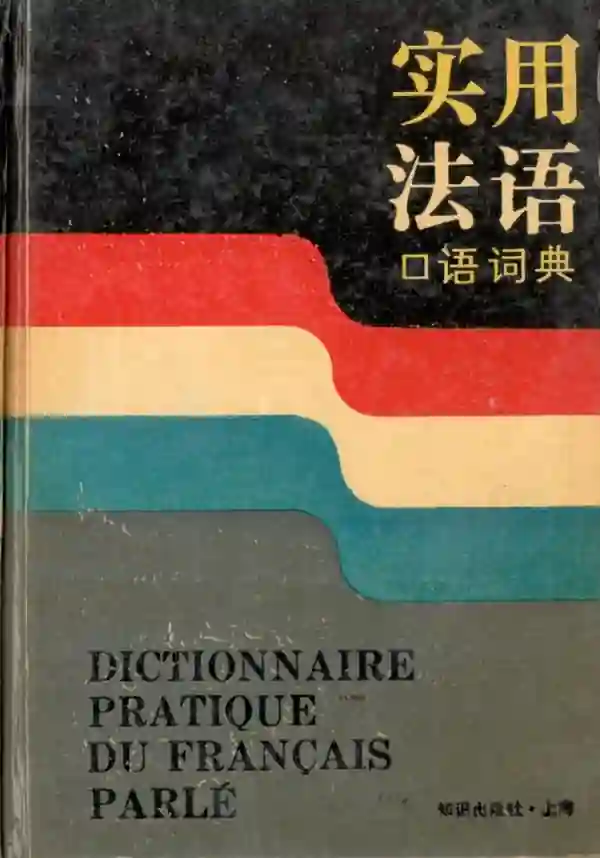 实用
法语
口语词典
DICTIONNAIRE
PRATIQUE
DU FRANÇAIS
PARLÉ
知识出版社·上海